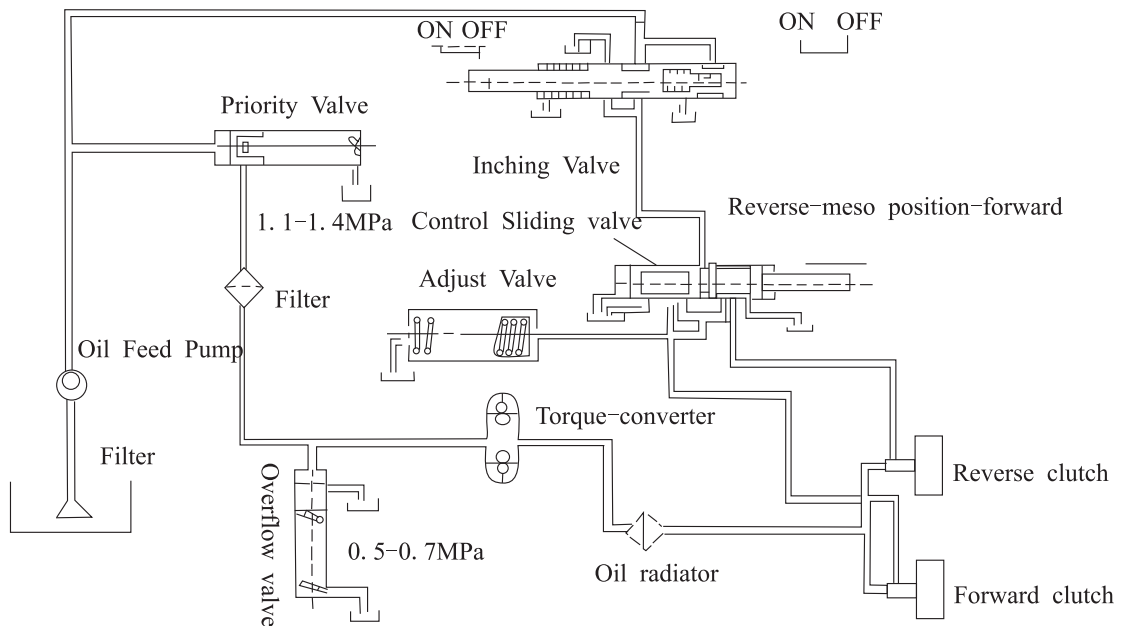 ON OFF
ON OFF
Priority Valve
Inching Valve
1.1-1.4MPa
Control Sliding valve
Reverse-meso position-forward
Adjust Valve
Filter
Oil Feed Pump
Torque-converter
Filter
Overflow valve
Reverse clutch
0.5-0.7MPa
Oil radiator
Forward clutch